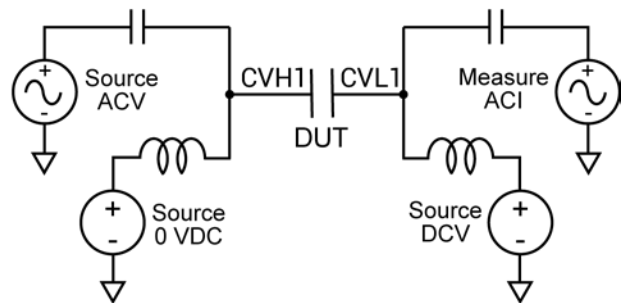 Source
ACV
CVH1
CVL1
DUT
Measure
ACI
Source
0 VDC
Source
DCV